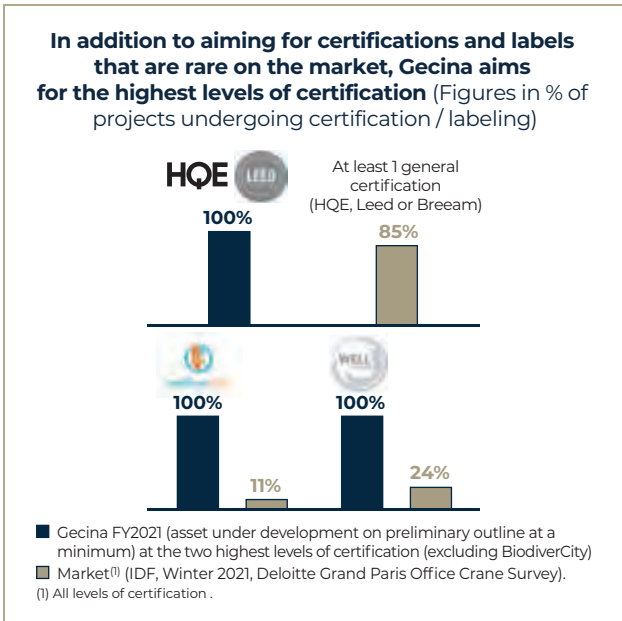 In addition to aiming for certifications and labels
that are rare on the market, Gecina aims
for the highest levels of certification (Figures in % of
projects undergoing certification / labeling)
HQE LEED
At least 1 general
certification
(HQE, Leed or Breeam)
100%
85%
WELL
100%
100%
11%
24%
Gecina FY2021 (asset under development on preliminary outline at a
minimum) at the two highest levels of certification (excluding BiodiverCity)
Market(1) (IDF, Winter 2021, Deloitte Grand Paris Office Crane Survey).
(1) All levels of certification .